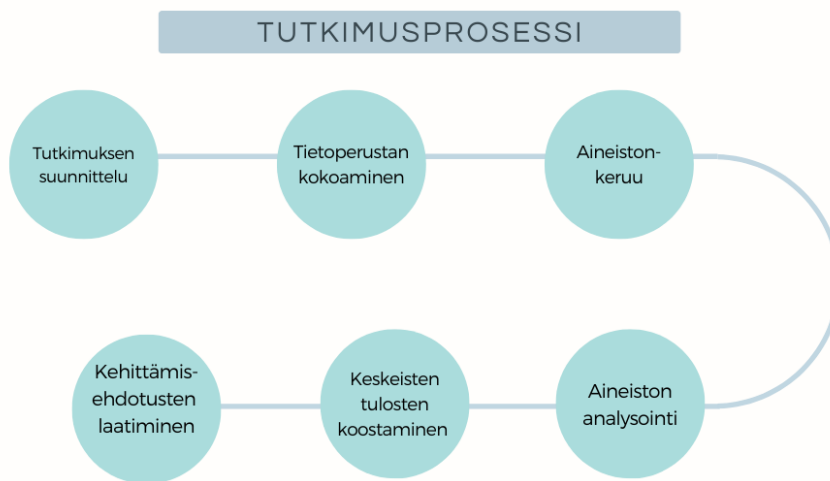 TUTKIMUSPROSESSI
Tutkimuksen
suunnittelu
Tietoperustan
kokoaminen
Aineiston-
keruu
Aineiston
analysointi
Keskeisten
tulosten
koostaminen
Kehittämis-
ehdotusten
laatiminen